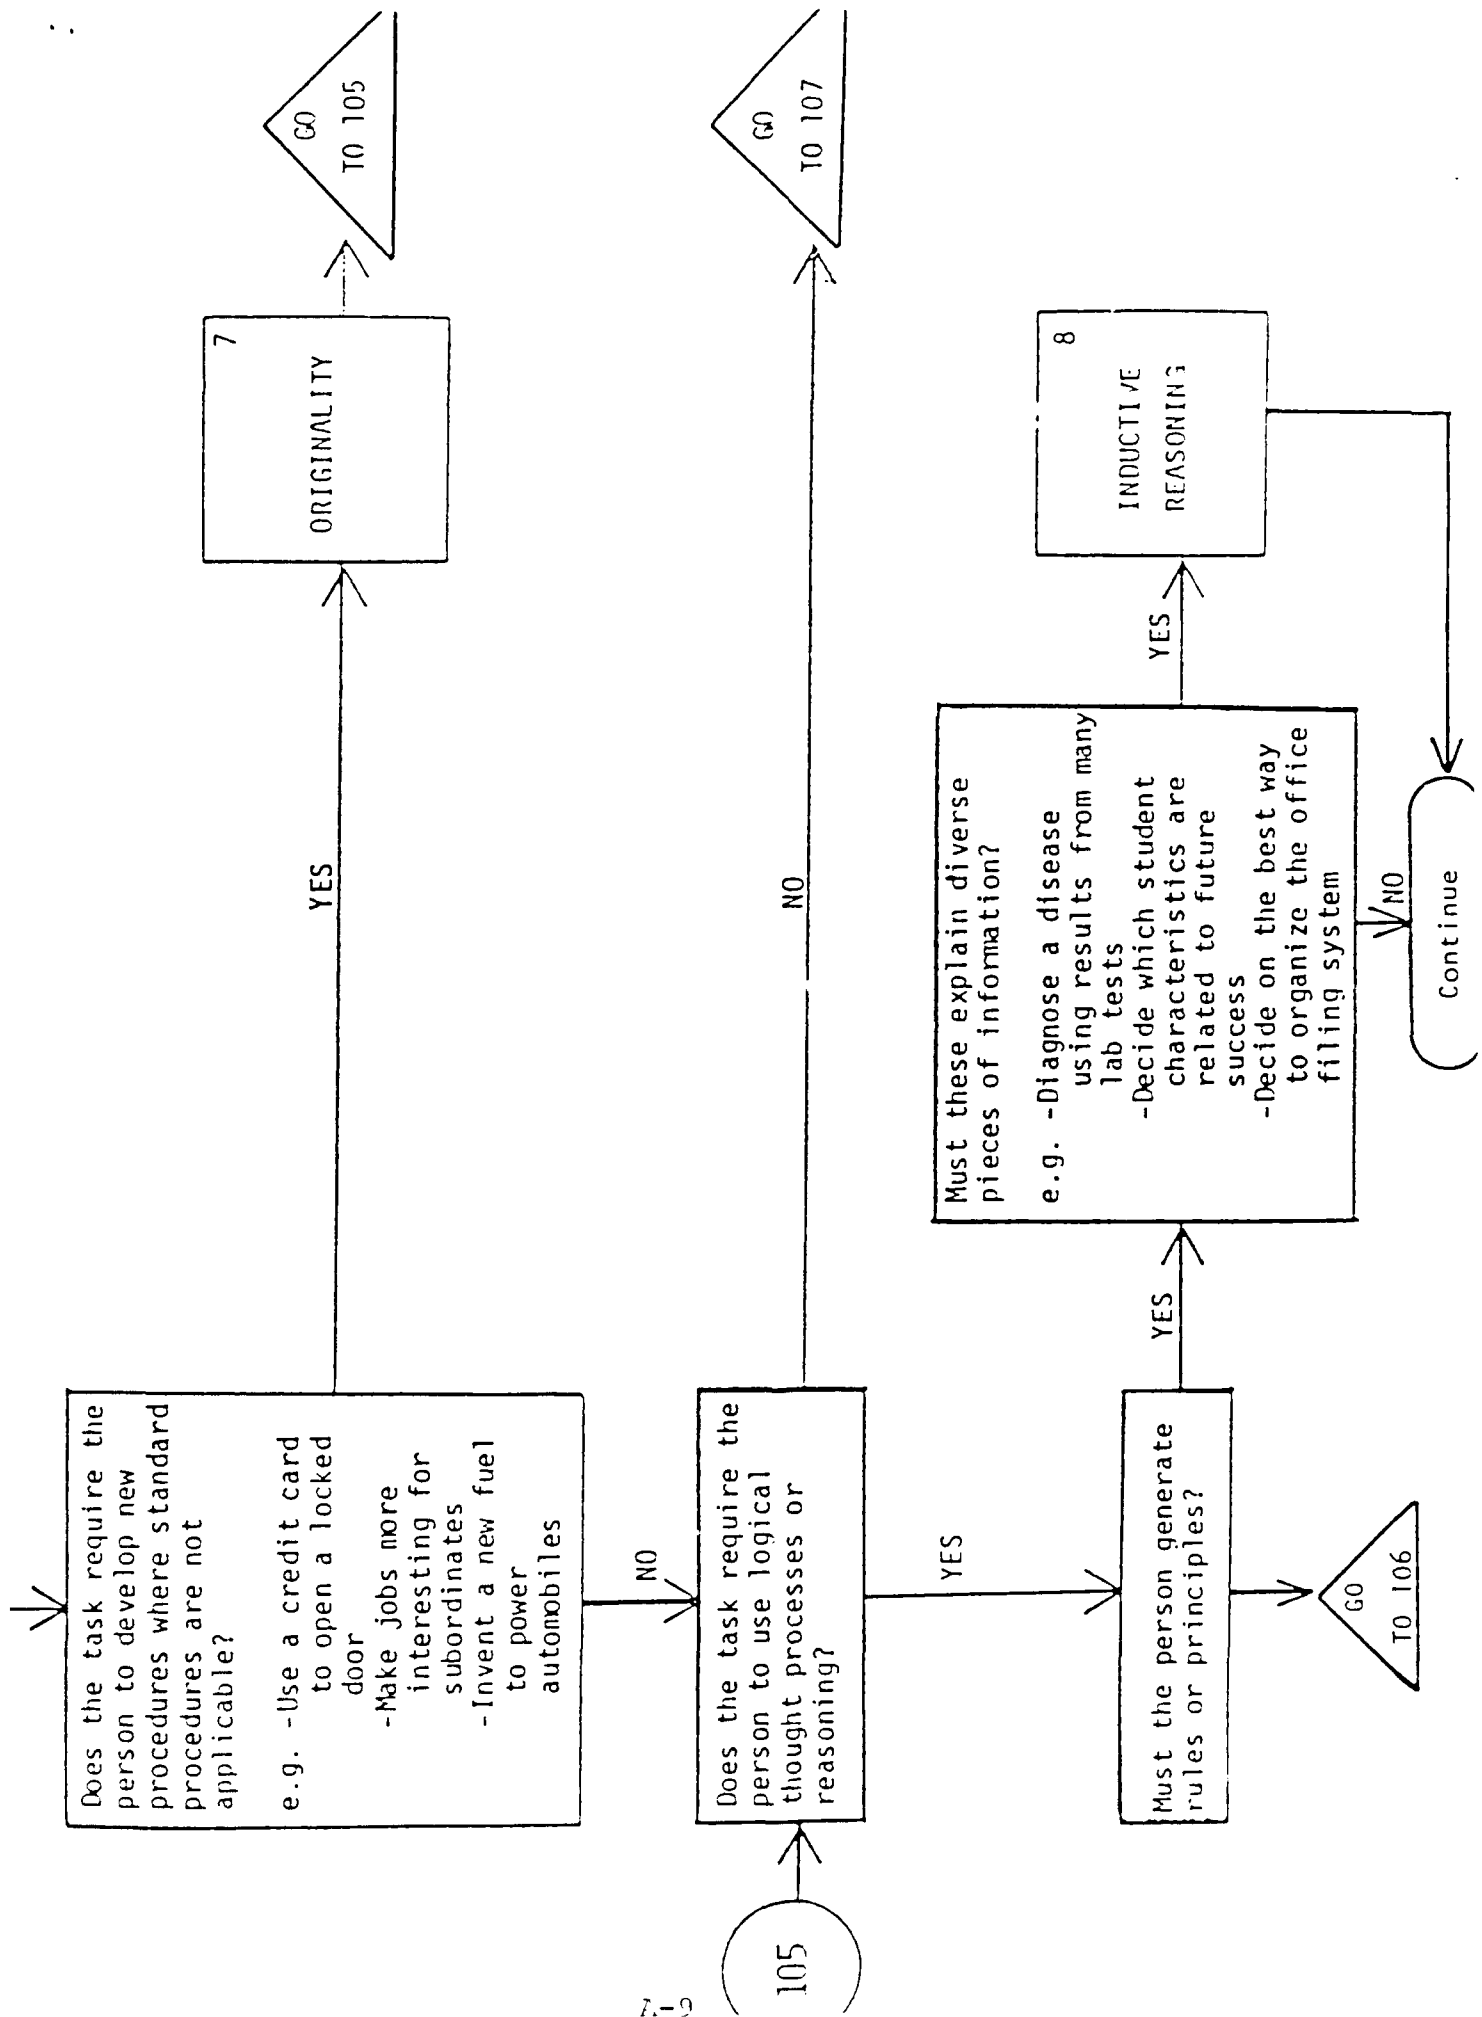 Does the task require the
person to develop new
procedures where standard
procedures are not
applicable?
e.g. -Use a credit card
to open a locked
door
-Make jobs more
interesting for
subordinates
-Invent a new fuel
to power
automobiles
YES
7
ORIGINALITY
GO
TO 105
NO
105
Does the task require the
person to use logical
thought processes or
reasoning?
NO
GO
TO 107
YES
Must the person generate
rules or principles?
YES
Must these explain diverse
pieces of information?
e.g. -Diagnose a disease
using results from many
lab tests
-Decide which student
characteristics are
related to future
success
-Decide on the best way
to organize the office
filing system
YES
8
INDUCTIVE
REASONING
NO
GO
TO 106
Continue